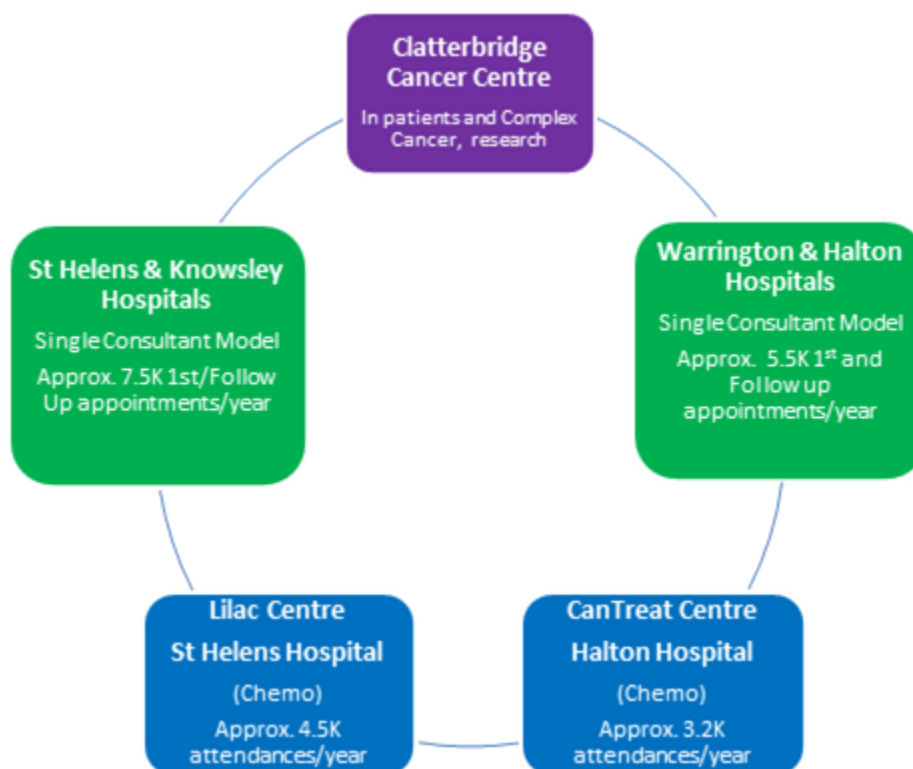 Clatterbridge
Cancer Centre
In patients and Complex
Cancer, research
St Helens & Knowsley
Hospitals
Single Consultant Model
Approx. 7.5K 1st/Follow
Up appointments/year
Warrington & Halton
Hospitals
Single Consultant Model
Approx. 5.5K 1st and
Follow up
appointments/year
Lilac Centre
St Helens Hospital
(Chemo)
Approx. 4.5K
attendances/year
CanTreat Centre
Halton Hospital
(Chemo)
Approx. 3.2K
attendances/year